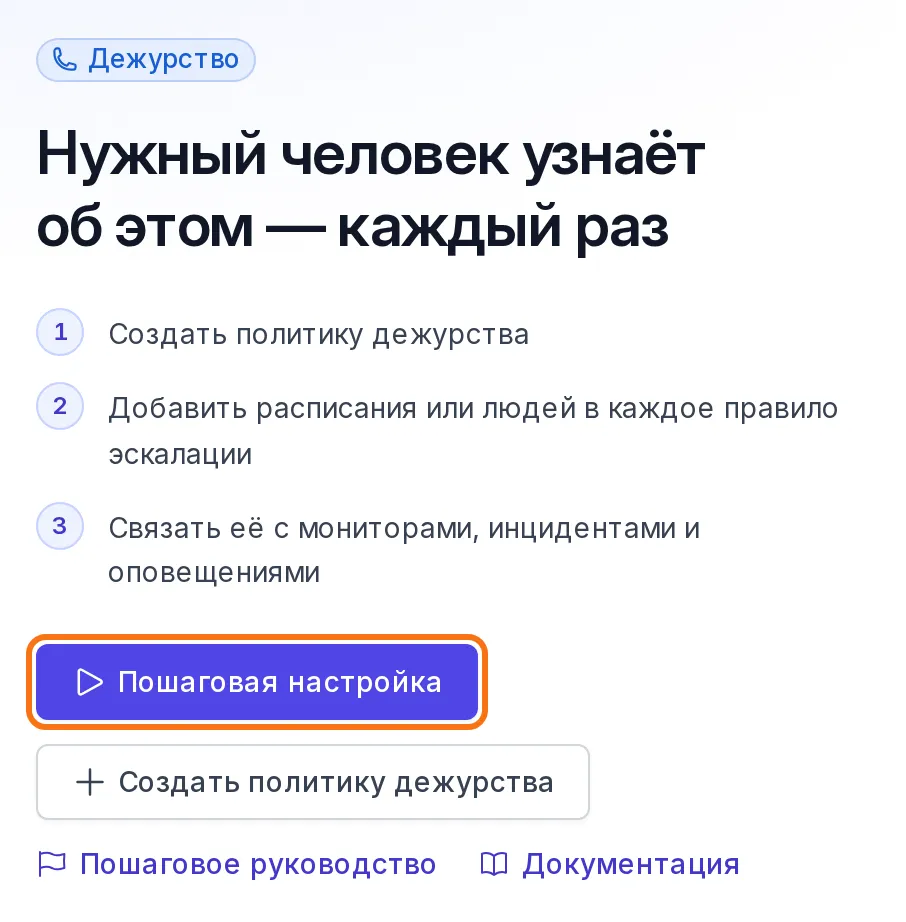 Дежурство
Нужный человек узнаёт
об этом — каждый раз
1 Создать политику дежурства
2 Добавить расписания или людей в каждое правило
эскалации
3 Связать её с мониторами, инцидентами и
оповещениями
Пошаговая настройка
Создать политику дежурства
Пошаговое руководство Документация